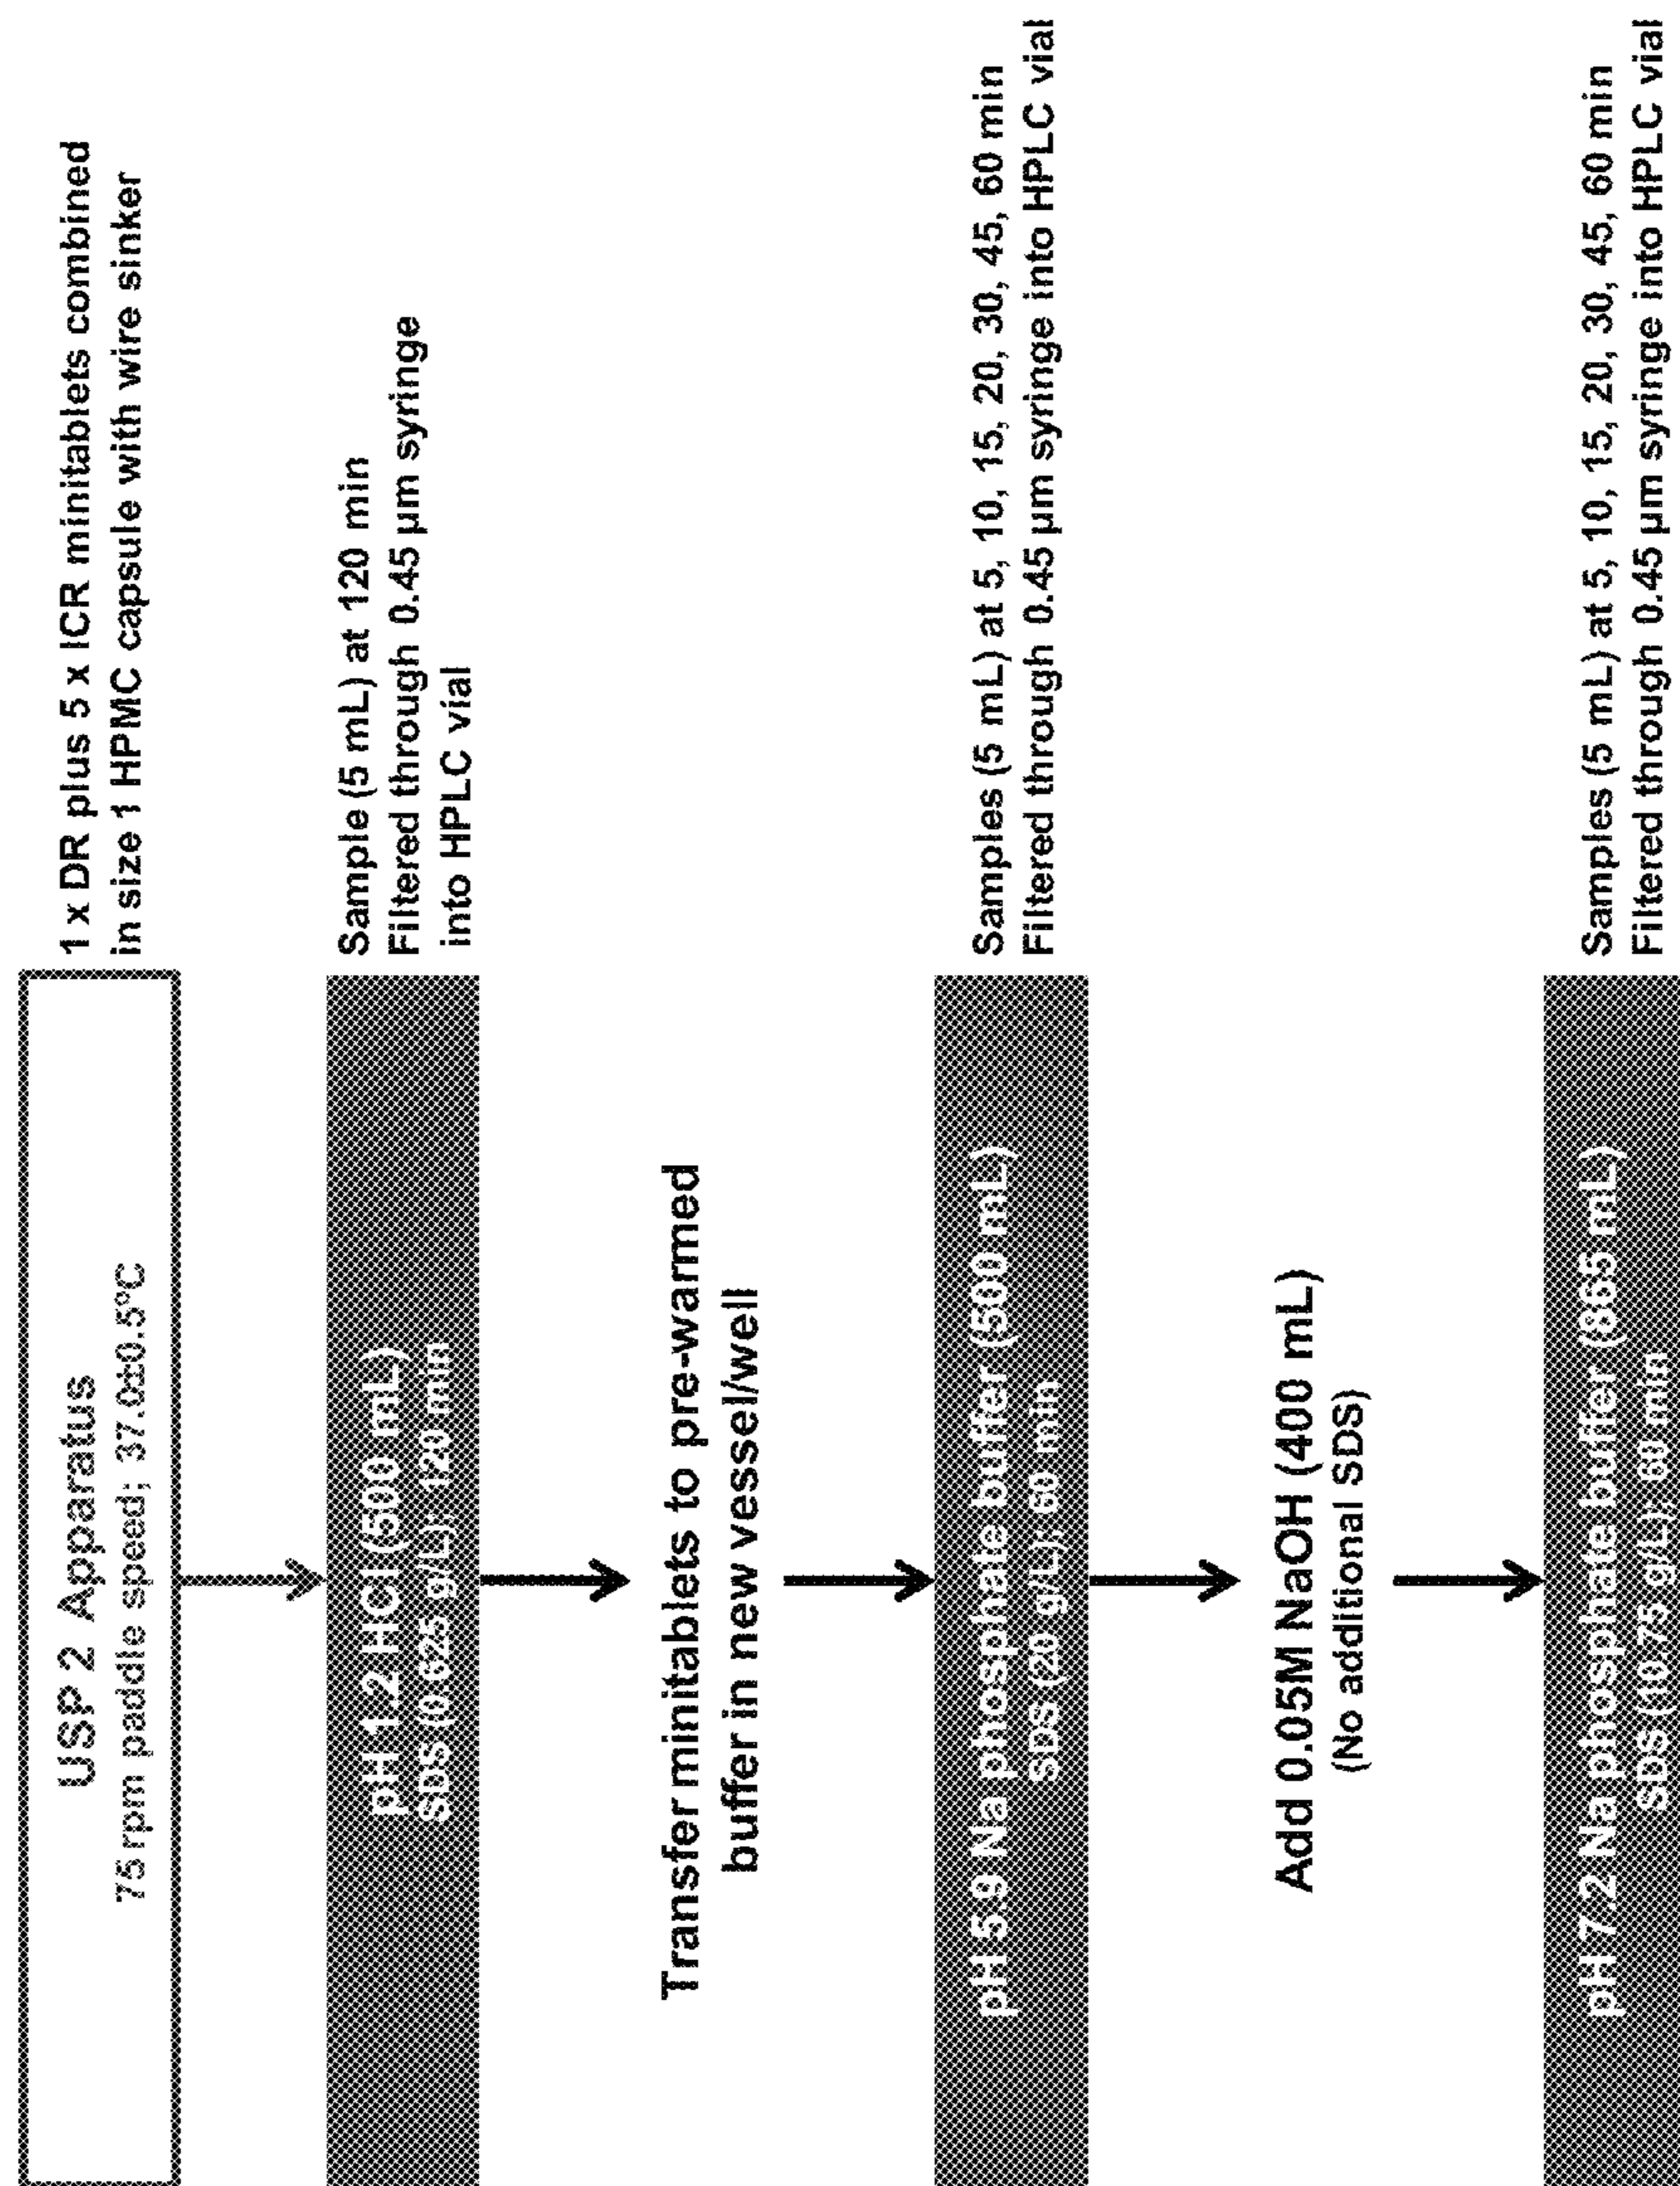 USP 2 Apparatus
75 rpm paddle speed; 37.0±0.5°C
1 x DR plus 5 x ICR minitablets combined
in size 1 HPMC capsule with wire sinker
pH 1.2 HCl (500 mL)
SDS (0.625 g/L); 120 min
Sample (5 mL) at 120 min
Filtered through 0.45 µm syringe
into HPLC vial
Transfer minitablets to pre-warmed
buffer in new vessel/well
pH 5.9 Na phosphate buffer (500 mL)
SDS (20 g/L); 60 min
Samples (5 mL) at 5, 10, 15, 20, 30, 45, 60 min
Filtered through 0.45 µm syringe into HPLC vial
Add 0.05M NaOH (400 mL)
(No additional SDS)
pH 7.2 Na phosphate buffer (865 mL)
SDS (10.75 g/L); 60 min
Samples (5 mL) at 5, 10, 15, 20, 30, 45, 60 min
Filtered through 0.45 µm syringe into HPLC vial